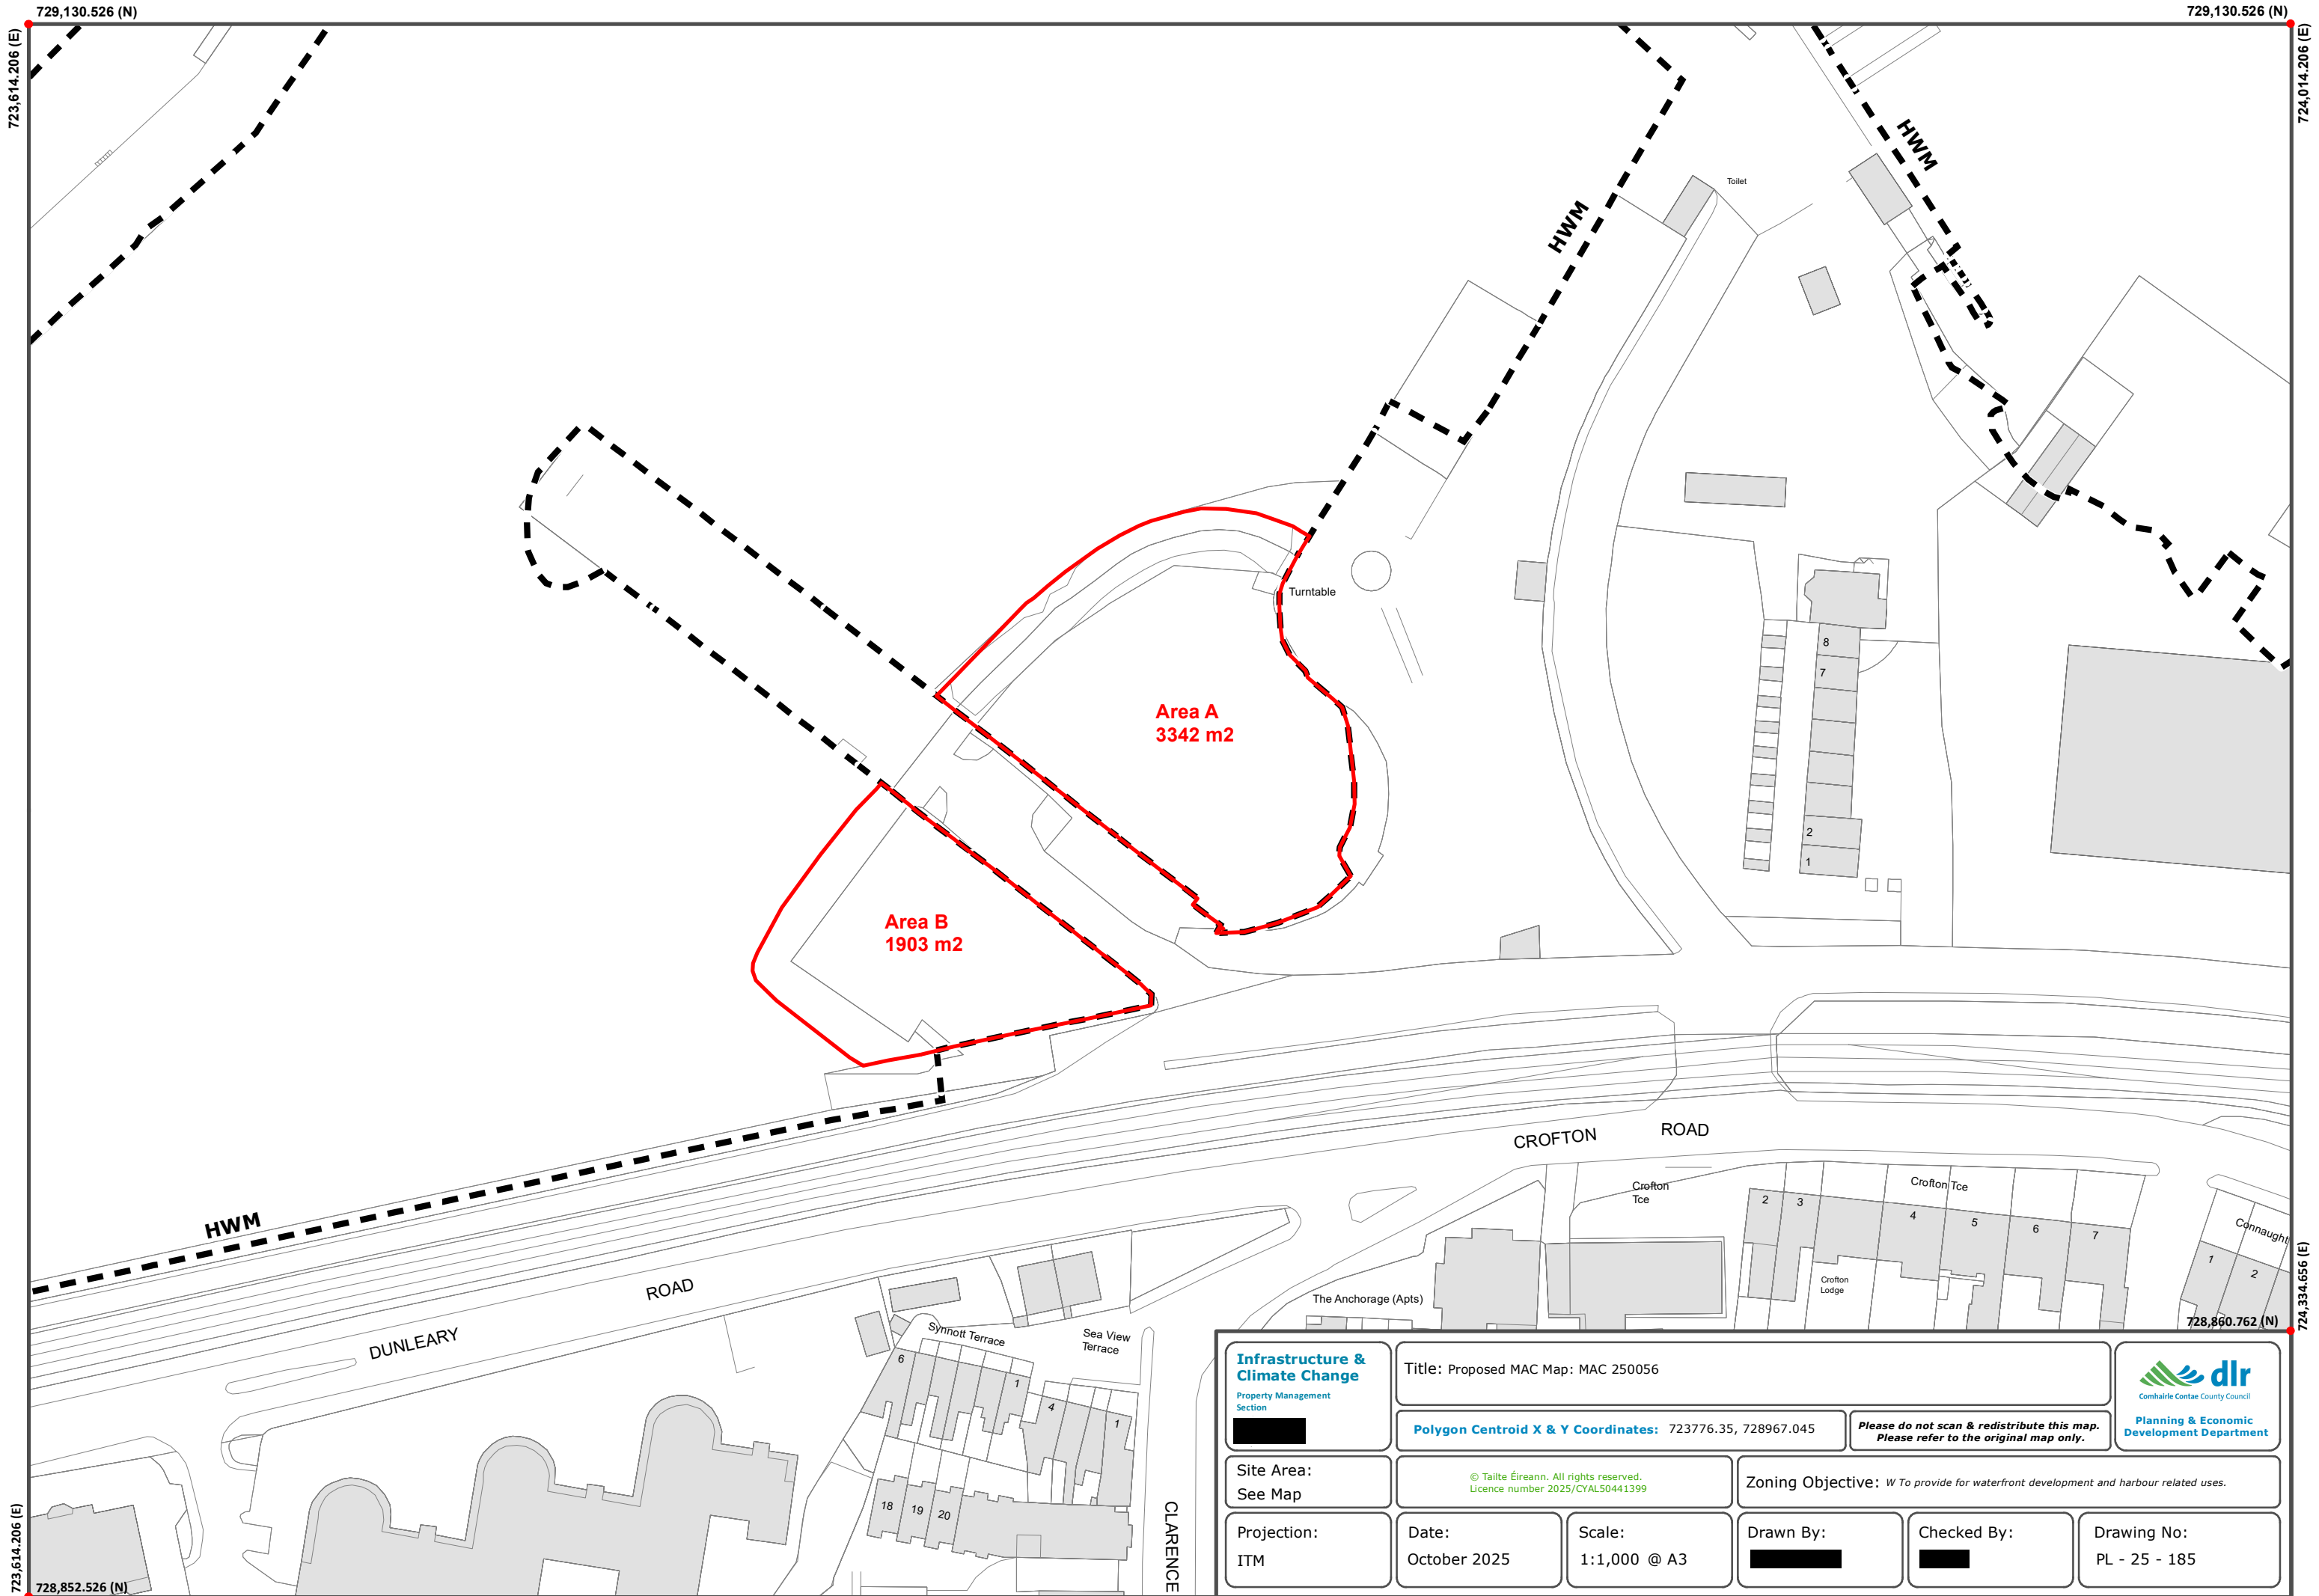 729,130.526 (N)
729,130.526 (N)
723,614.206 (E)
724,014.206 (E)
HWM
HWM
Toilet
Turntable
8
7
2
1
Area A
3342 m2
Area B
1903 m2
HWM
CROFTON ROAD
DUNLEARY ROAD
Crofton
Tce
2
3
Crofton Tce
4
5
6
7
Crofton
Lodge
Connaught
1
2
The Anchorage (Apts)
Synnott Terrace
Sea View
Terrace
6
1
4
1
18
19
20
CLARENCE
728,860.762 (N)
724,334.656 (E)
723,614.206 (E)
728,852.526 (N)
Infrastructure &
Climate Change
Property Management
Section
Title: Proposed MAC Map: MAC 250056
Polygon Centroid X & Y Coordinates: 723776.35, 728967.045
Please do not scan & redistribute this map.
Please refer to the original map only.
dlr
Comhairle Contae County Council
Planning & Economic
Development Department
Site Area:
See Map
© Tailte Éireann. All rights reserved.
Licence number 2025/CYAL50441399
Zoning Objective: W To provide for waterfront development and harbour related uses.
Projection:
ITM
Date:
October 2025
Scale:
1:1,000 @ A3
Drawn By:
Checked By:
Drawing No:
PL - 25 - 185